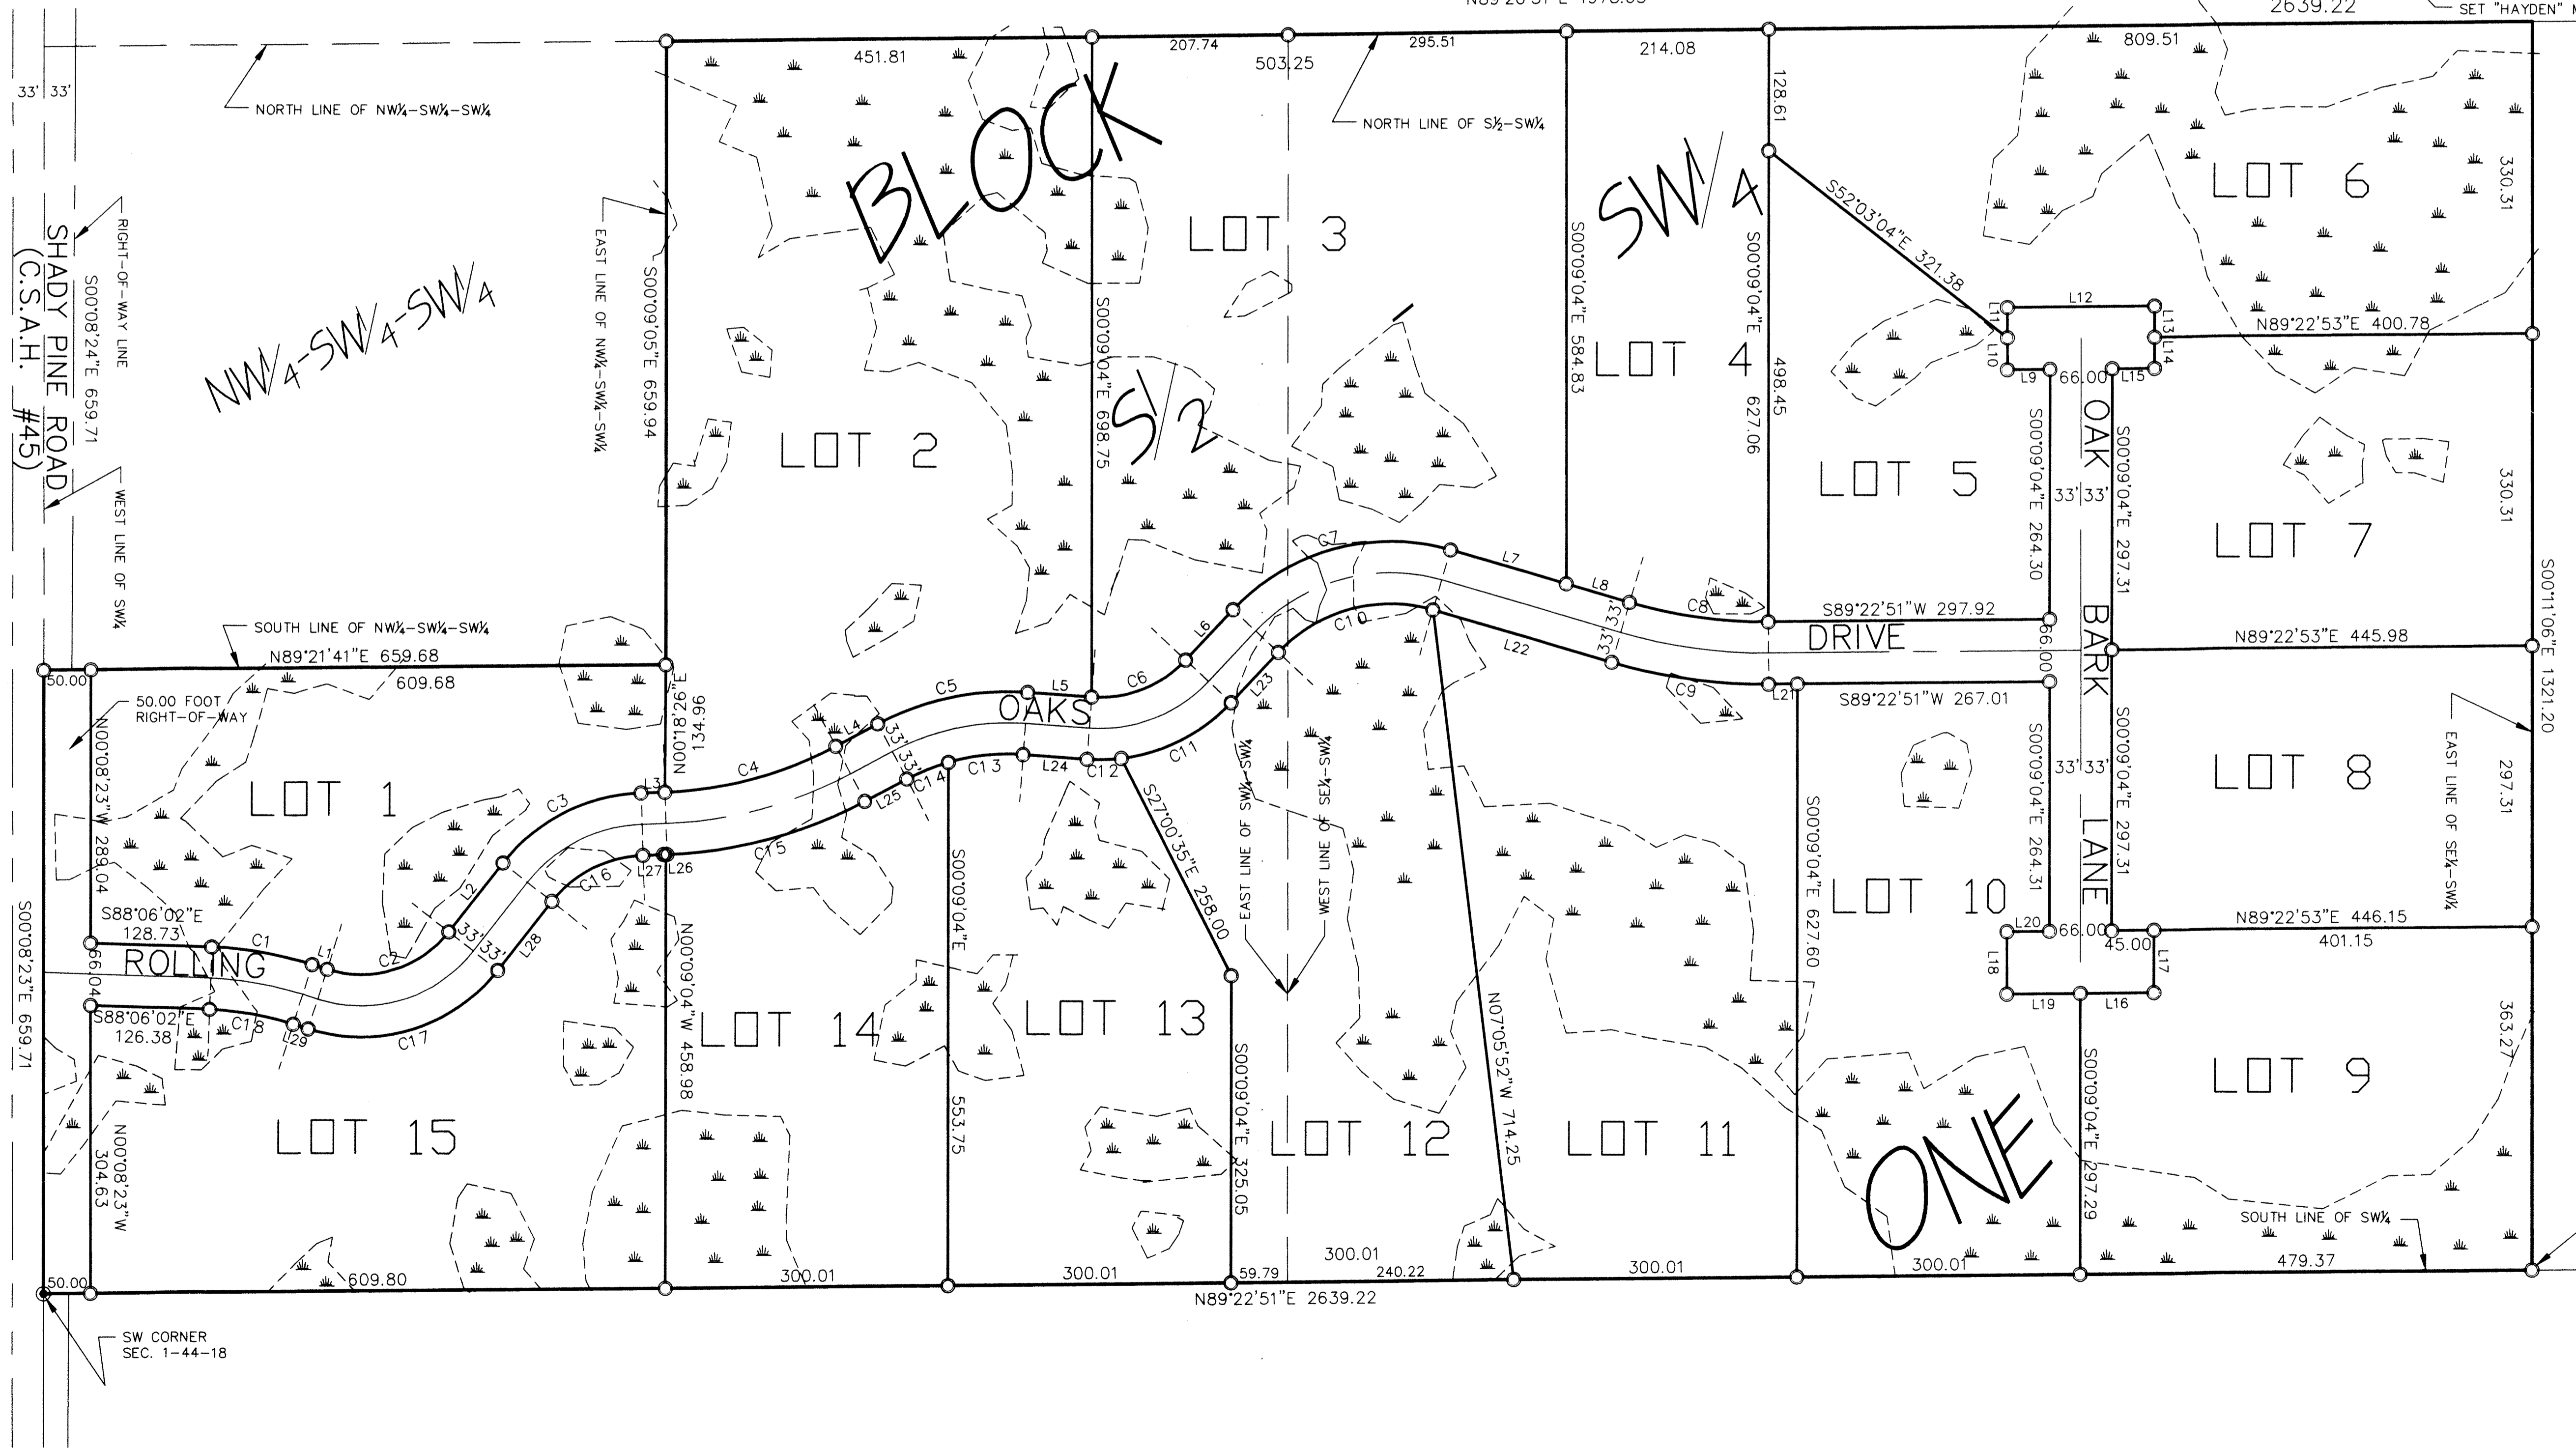 2639.22
SET "HAYDEN" M
33' 33'
NORTH LINE OF NW¼-SW¼-SW¼
451.81
207.74
503.25
295.51
NORTH LINE OF S½-SW¼
214.08
128.61
809.51
BLOCK
SW1/4
LOT 3
LOT 6
330.31
S52°03'04"E 321.38
RIGHT-OF-WAY LINE
S00°08'24"E 659.71
SHADY PINE ROAD
(C.S.A.H. #45)
WEST LINE OF SW¼
NW1/4-SW1/4-SW1/4
EAST LINE OF NW¼-SW¼-SW¼
S00°09'05"E 659.94
S00°09'04"E 698.75
S1/2
S00°09'04"E 584.83
LOT 4
S00°09'04"E
498.45
627.06
L11
L12
L13
N89°22'53"E 400.78
L10
L9
66.00
L15
L14
LOT 2
LOT 5
S00°09'04"E 264.30
33' 33'
OAK BARK LANE
S00°09'04"E 297.31
LOT 7
330.31
S00°11'06"E 1321.20
SOUTH LINE OF NW¼-SW¼-SW¼
N89°21'41"E 659.68
50.00
609.68
50.00 FOOT
RIGHT-OF-WAY
N00°18'26"E
134.96
C7
L7
L8
C8
S89°22'51"W 297.92
DRIVE
66.00
N89°22'53"E 445.98
L6
C10
L22
33' 33'
C9
L21
S89°22'51"W 267.01
C5
L5
C6
OAKS
L4
33' 33'
L23
C11
C12
L24
C13
C14
L25
C4
L3
C3
C15
LOT 1
N00°08'23"W 289.04
L2
C16
L27
L26
S88°06'02"E
128.73
C1
L1
C2
33' 33'
L28
ROLLING
66.04
S88°06'02"E
126.38
C18
L29
C17
S00°08'23"E 659.71
S27°00'35"E 258.00
EAST LINE OF SW¼-SW¼
WEST LINE OF SE¼-SW¼
S00°09'04"E 627.60
LOT 10
S00°09'04"E 264.31
33' 33'
S00°09'04"E 297.31
LOT 8
297.31
EAST LINE OF SE¼-SW¼
L20
66.00
45.00
N89°22'53"E 446.15
401.15
L18
L19
L16
L17
N00°09'04"W 458.98
LOT 14
S00°09'04"E
553.75
LOT 13
S00°09'04"E 325.05
N07°05'52"W 714.25
LOT 9
363.27
LOT 15
N00°08'23"W
304.63
LOT 12
LOT 11
ONE
S00°09'04"E 297.29
SOUTH LINE OF SW¼
50.00
609.80
300.01
300.01
59.79
300.01
240.22
300.01
300.01
479.37
N89°22'51"E 2639.22
SW CORNER
SEC. 1-44-18